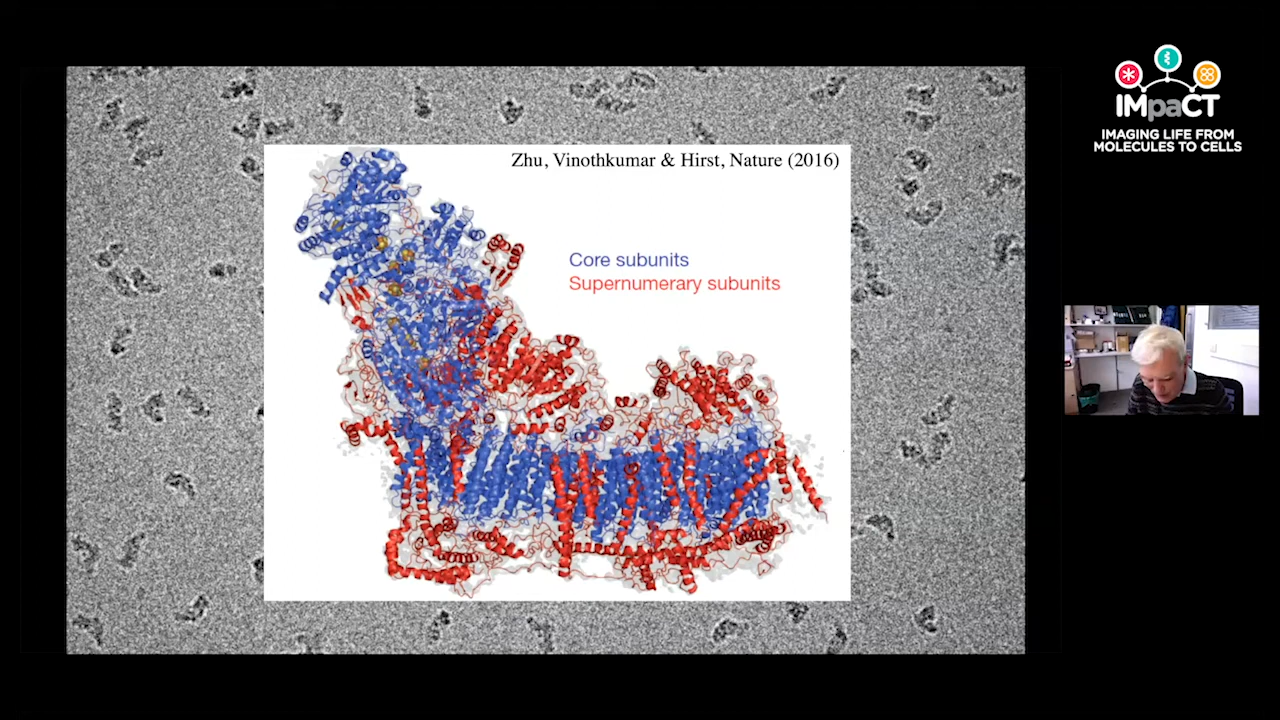 Zhu, Vinothkumar & Hirst, Nature (2016)
Core subunits
Supernumerary subunits
IMpaCT
IMAGING LIFE FROM
MOLECULES TO CELLS